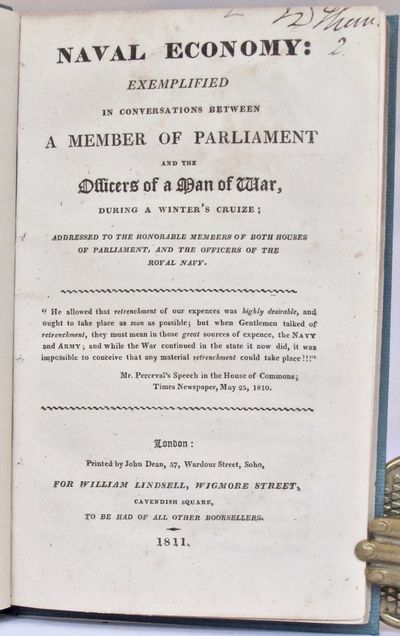 2
NAVAL ECONOMY:
EXEMPLIFIED
IN CONVERSATIONS BETWEEN
A MEMBER OF PARLIAMENT
AND THE
Officers of a Man of War,
DURING A WINTER'S CRUIZE;
ADDRESSED TO THE HONORABLE MEMBERS OF BOTH HOUSES
OF PARLIAMENT, AND THE OFFICERS OF THE
ROYAL NAVY.
"He allowed that retrenchment of our expences was highly desirable, and
ought to take place as soon as possible; but when Gentlemen talked of
retrenchment, they must mean in those great sources of expence, the NAVY
and ARMY; and while the War continued in the state it now did, it was
impossible to conceive that any material retrenchment could take place!!!"
Mr. Perceval's Speech in the House of Commons;
Times Newspaper, May 25, 1810.
London:
Printed by John Dean, 57, Wardour Street, Soho,
FOR WILLIAM LINDSELL, WIGMORE STREET,
CAVENDISH SQUARE,
TO BE HAD OF ALL OTHER BOOKSELLERS.
1811.